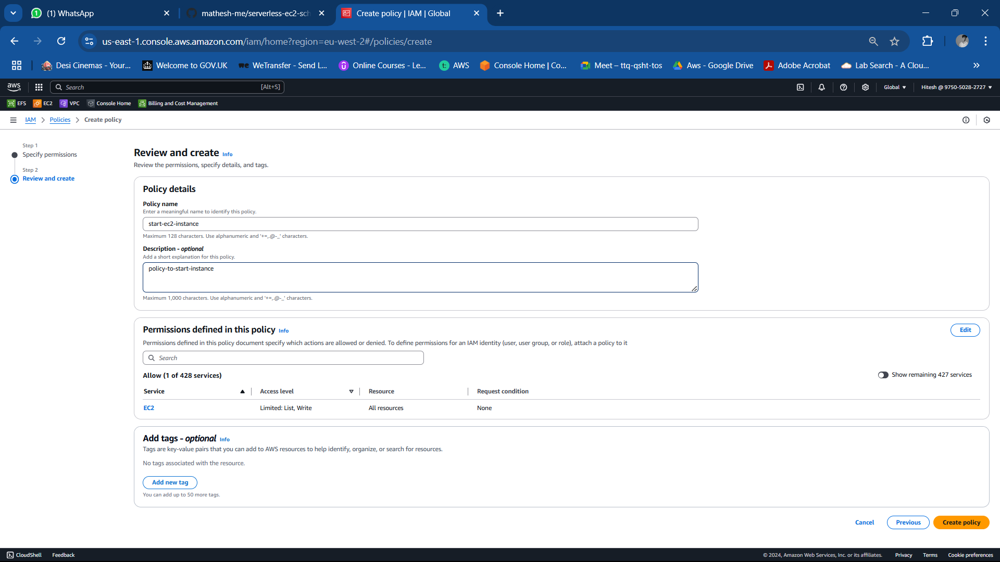 (1) WhatsApp
mathesh-me/serverless-ec2-sch
Create policy | IAM | Global
us-east-1.console.aws.amazon.com/iam/home?region=eu-west-2#/policies/create
Desi Cinemas - Your...
Welcome to GOV.UK
we WeTransfer - Send L...
Online Courses - Le...
t: AWS
Console Home | Co...
Meet – ttq-qsht-tos
Aws - Google Drive
Adobe Acrobat
Lab Search - A Clou...
aws
Search
[Alt+S]
Global
Hitesh @ 9750-5028-2727
EFS
EC2
VPC
Console Home
Billing and Cost Management
IAM
Policies
Create policy
Step 1
Specify permissions
Step 2
Review and create
Review and create Info
Review the permissions, specify details, and tags.
Policy details
Policy name
Enter a meaningful name to identify this policy.
start-ec2-instance
Maximum 128 characters. Use alphanumeric and '+=,.@-_' characters.
Description - optional
Add a short explanation for this policy.
policy-to-start-instance
Maximum 1,000 characters. Use alphanumeric and '+=,.@-_' characters.
Permissions defined in this policy Info
Edit
Permissions defined in this policy document specify which actions are allowed or denied. To define permissions for an IAM identity (user, user group, or role), attach a policy to it
Search
Allow (1 of 428 services)
Show remaining 427 services
Service
Access level
Resource
Request condition
EC2
Limited: List, Write
All resources
None
Add tags - optional Info
Tags are key-value pairs that you can add to AWS resources to help identify, organize, or search for resources.
No tags associated with the resource.
Add new tag
You can add up to 50 more tags.
Cancel
Previous
Create policy
CloudShell
Feedback
© 2024, Amazon Web Services, Inc. or its affiliates.
Privacy
Terms
Cookie preferences